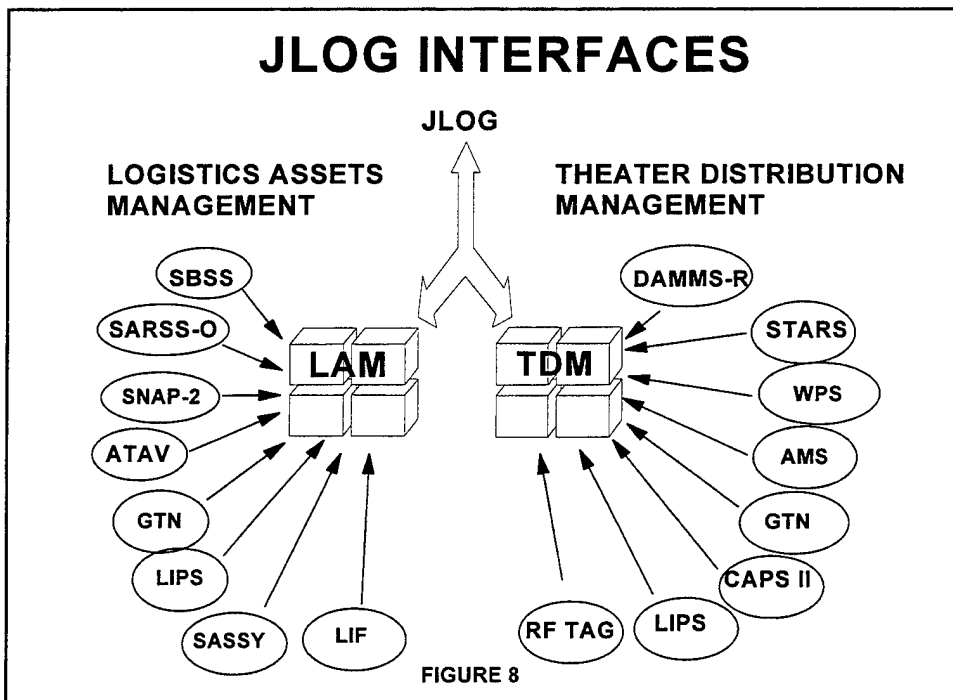 JLOG INTERFACES
JLOG
LOGISTICS ASSETS
MANAGEMENT
THEATER DISTRIBUTION
MANAGEMENT
SBSS
SARSS-O
SNAP-2
ATAV
GTN
LIPS
SASSY
LIF
LAM
TDM
DAMMS-R
STARS
WPS
AMS
GTN
CAPS II
LIPS
RF TAG
FIGURE 8